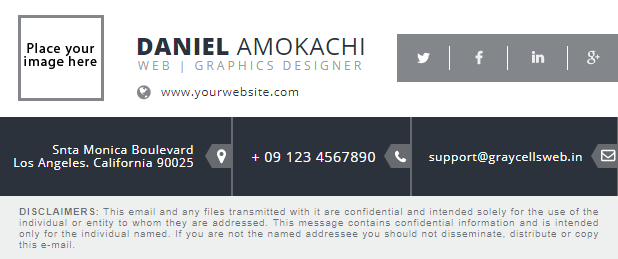 Place your
image here
DANIEL AMOKACHI
WEB | GRAPHICS DESIGNER
www.yourwebsite.com
Snta Monica Boulevard
Los Angeles. California 90025
+ 09 123 4567890
support@graycellsweb.in
DISCLAIMERS: This email and any files transmitted with it are confidential and intended solely for the use of the
individual or entity to whom they are addressed. This message contains confidential information and is intended
only for the individual named. If you are not the named addressee you should not disseminate, distribute or copy
this e-mail.